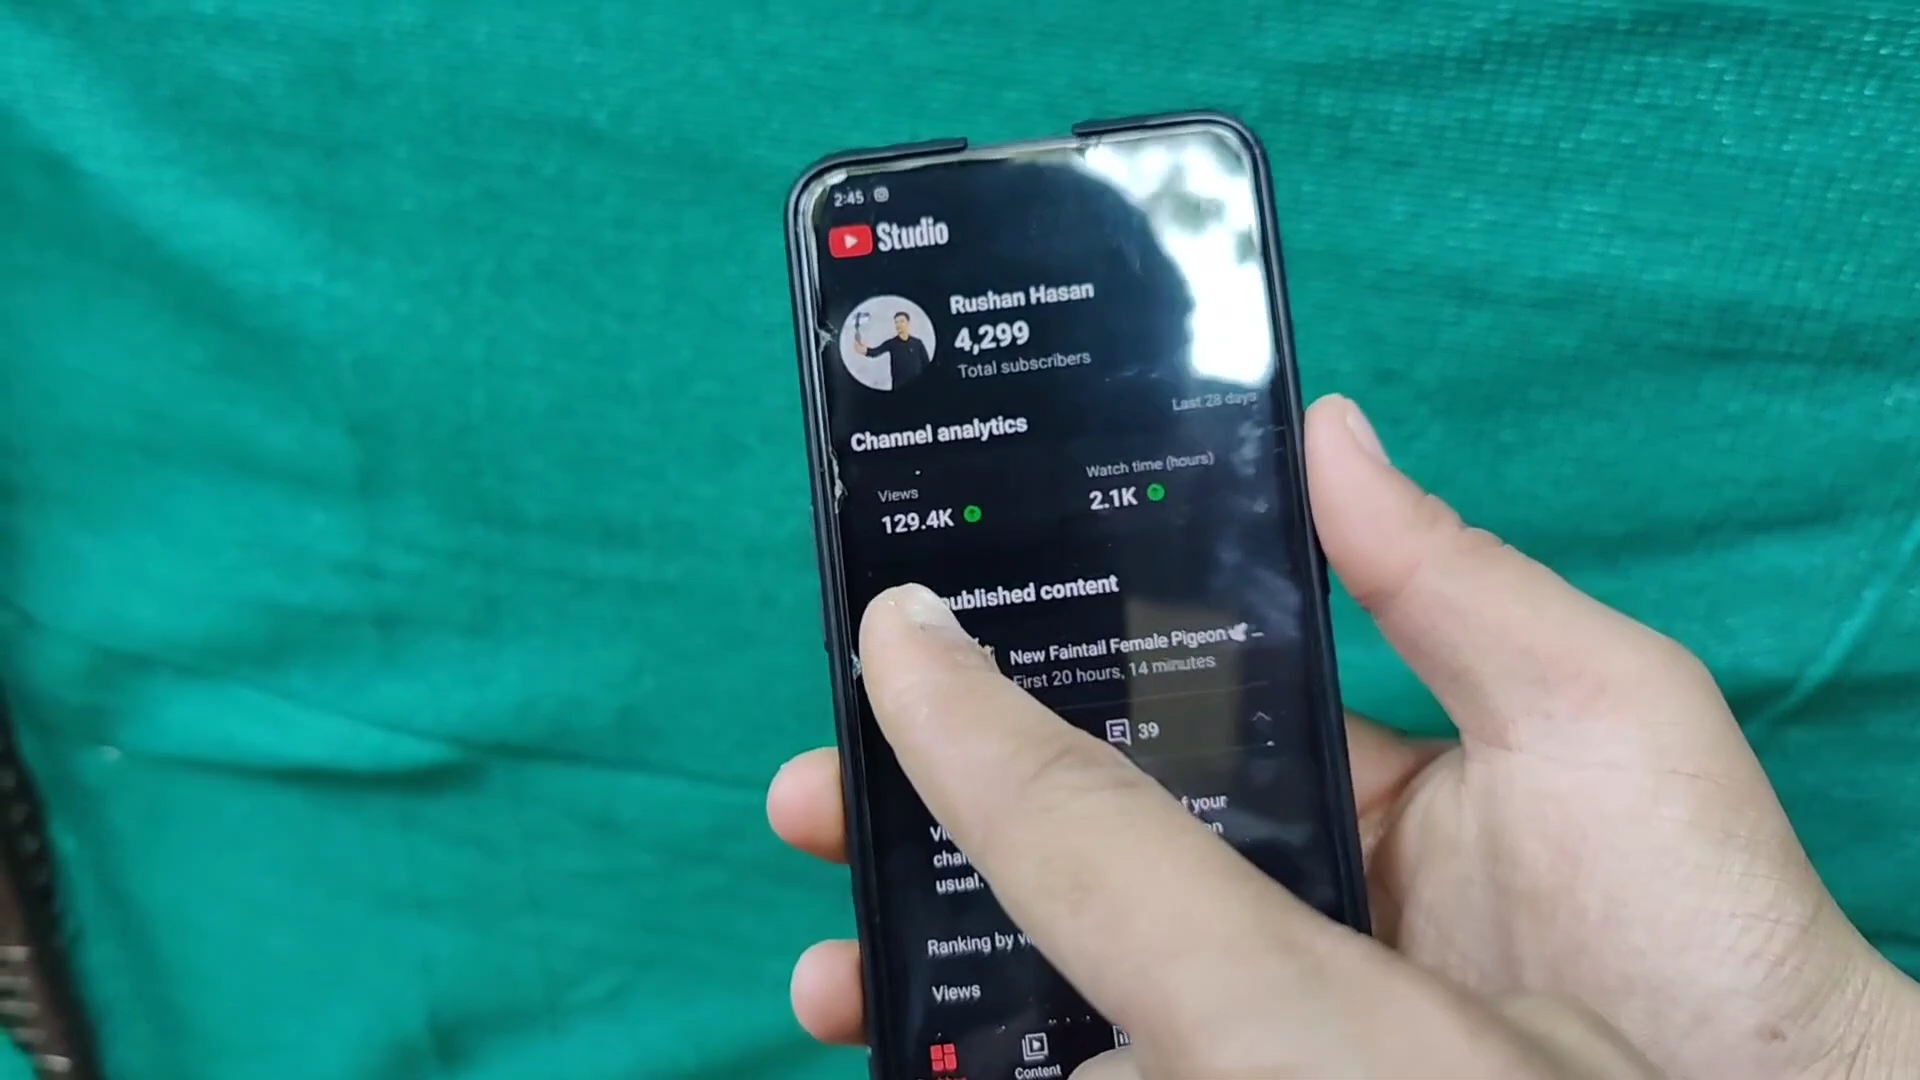 2:45
Studio
Rushan Hasan
4,299
Total subscribers
Last 28 days
Channel analytics
Views
Watch time (hours)
129.4K
2.1K
ublished content
New Faintail Female Pigeon🕊 –
First 20 hours, 14 minutes
39
f your
usual.
Ranking by
Views
Content